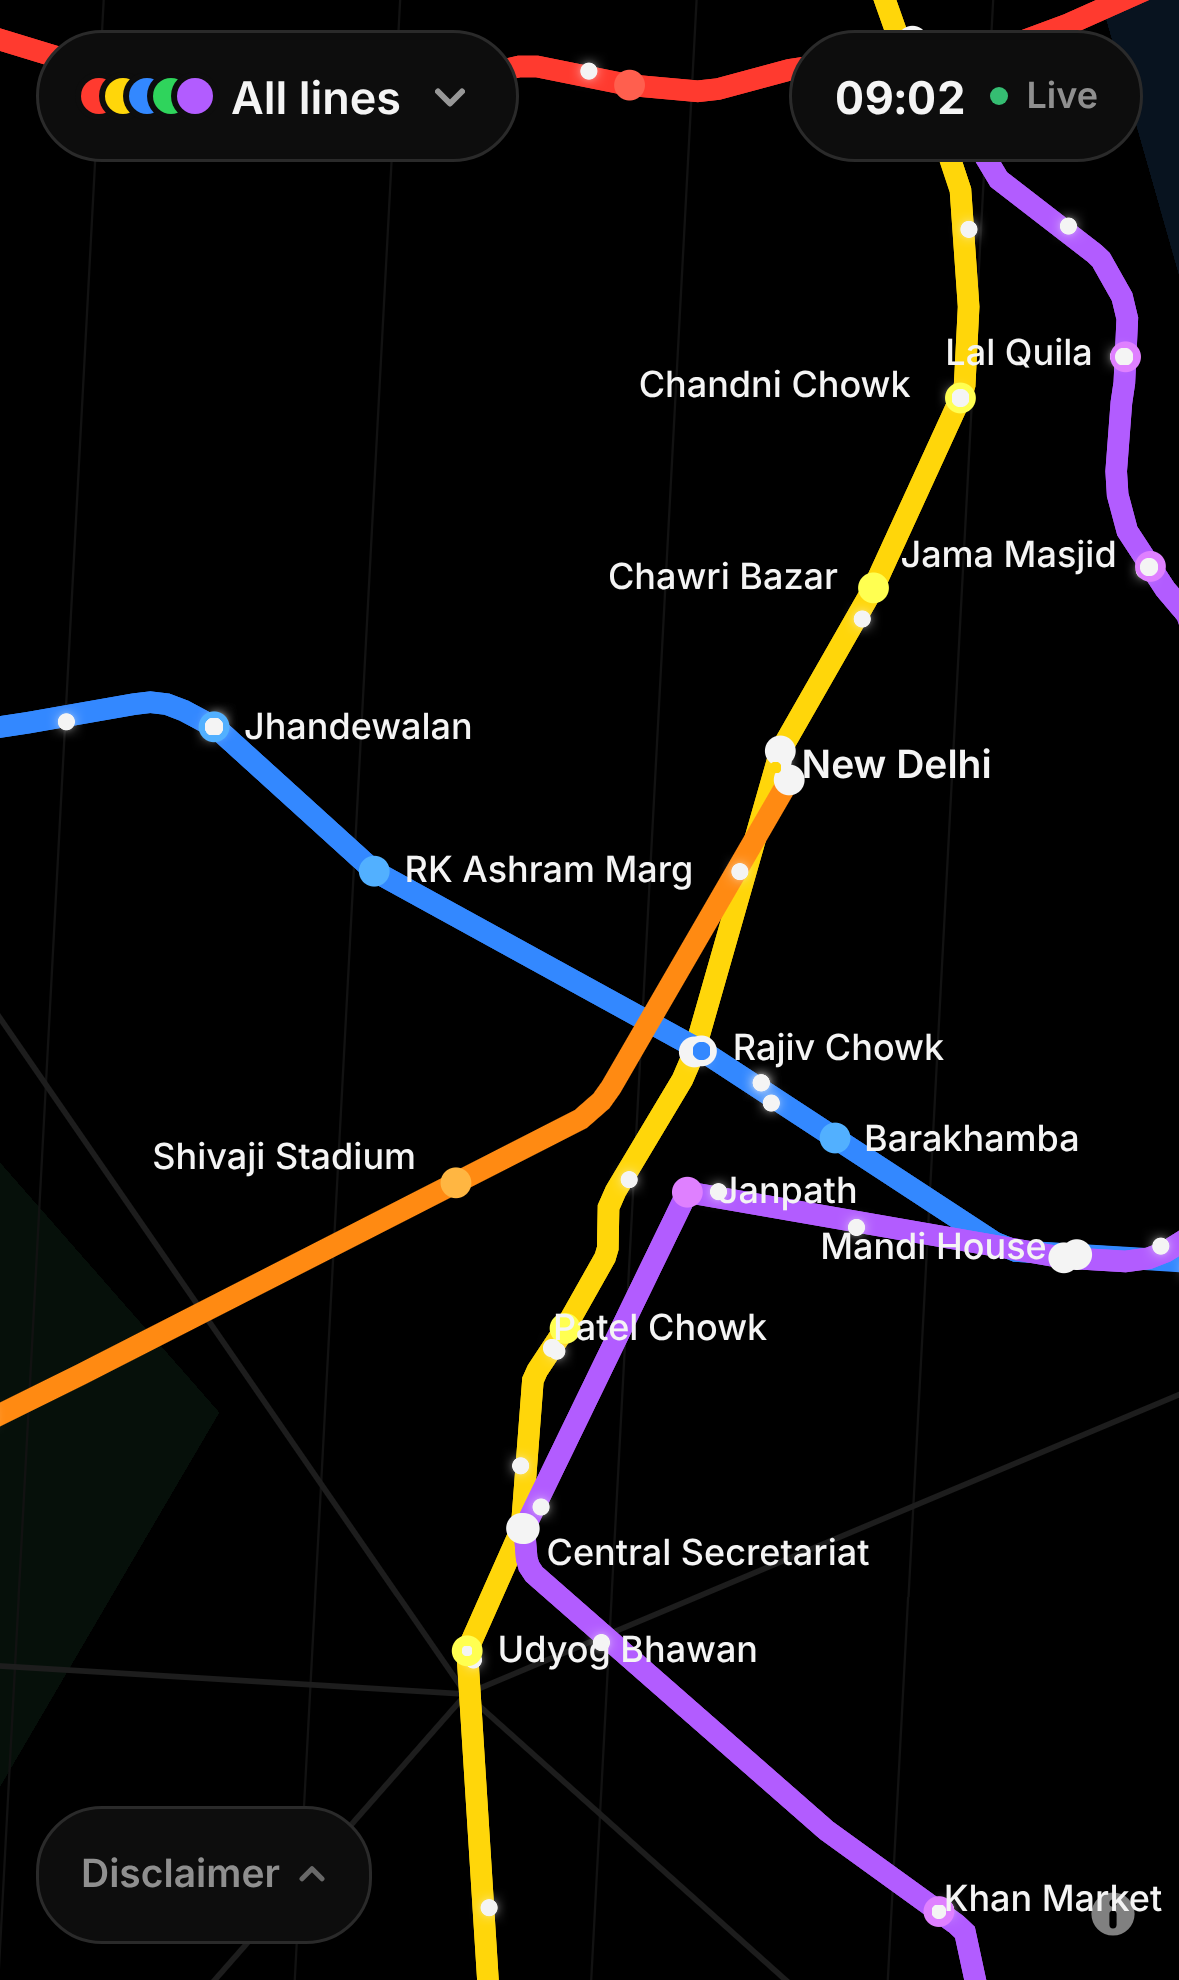 All lines
09:02 Live
Lal Quila
Chandni Chowk
Jama Masjid
Chawri Bazar
Jhandewalan
New Delhi
RK Ashram Marg
Rajiv Chowk
Barakhamba
Shivaji Stadium
Janpath
Mandi House
Patel Chowk
Central Secretariat
Udyog Bhawan
Disclaimer
Khan Market